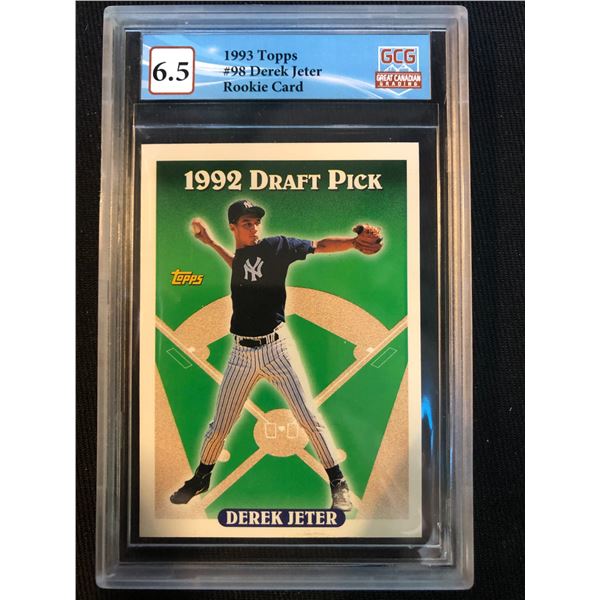 6.5
1993 Topps
#98 Derek Jeter
Rookie Card
GCG
GREAT CANADIAN
GRADING
1992 DRAFT PICK
NY
topps
DEREK JETER